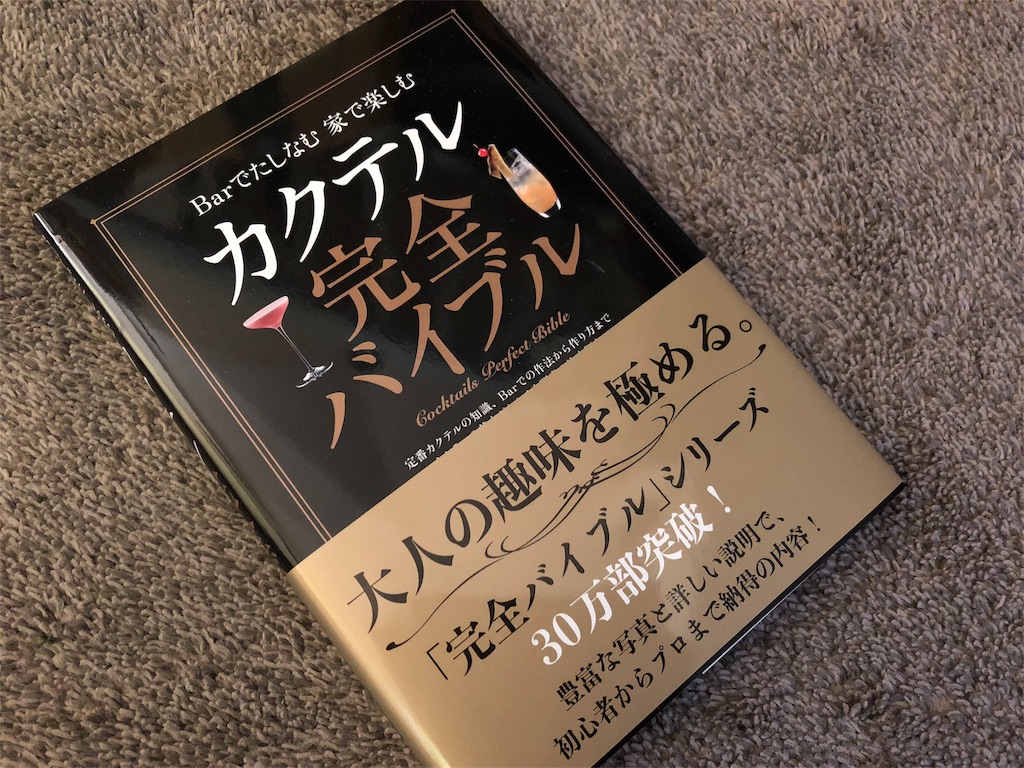 Barでたしなむ 家で楽しむ
カクテル
完全
バイブル
Cocktails Perfect Bible
定番カクテルの知識、Barでの作法から作り方まで
大人の趣味を極める。
「完全バイブル」シリーズ
30万部突破！
豊富な写真と詳しい説明で、
初心者からプロまで納得の内容！